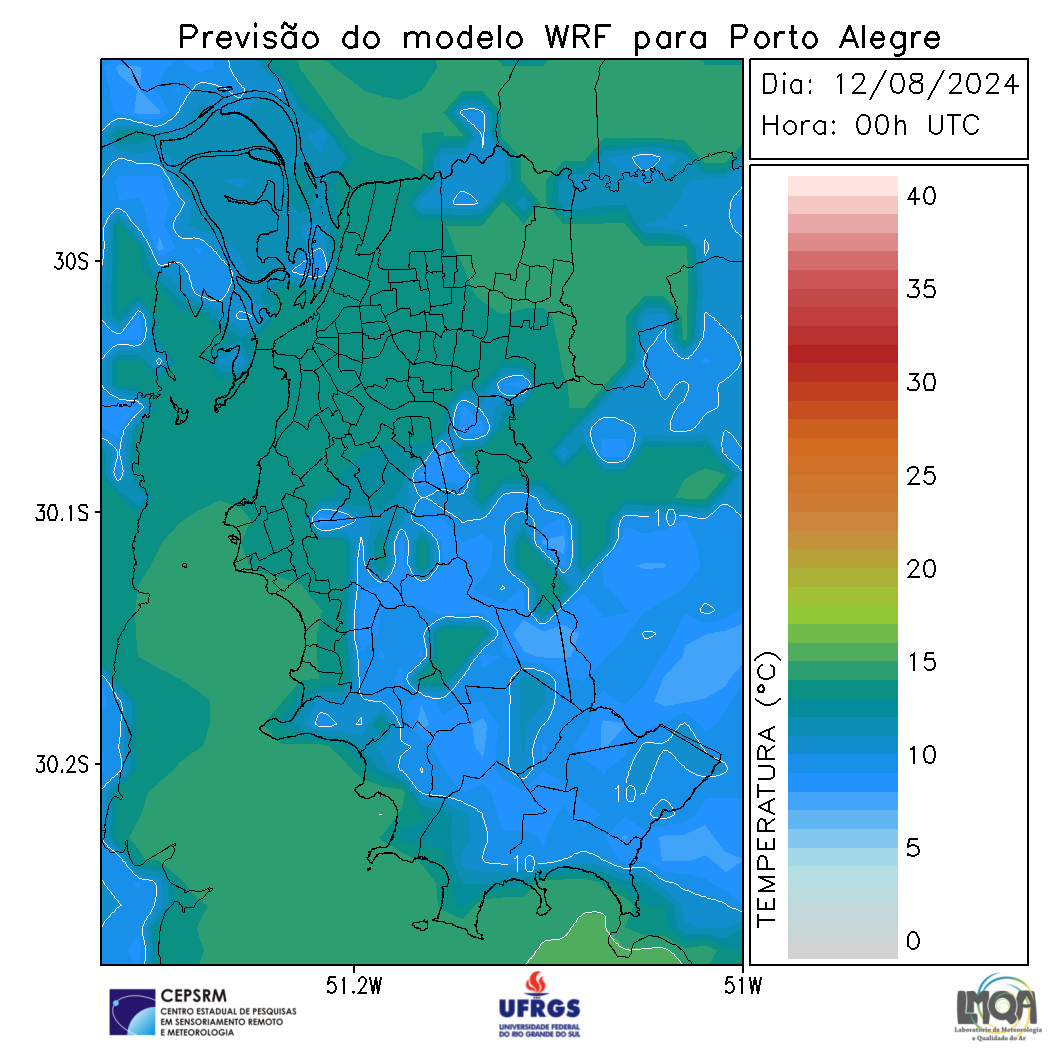 Previsão do modelo WRF para Porto Alegre
Dia: 12/08/2024
Hora: 00h UTC
40
35
30
25
20
15
10
5
0
TEMPERATURA (°C)
30S
30.1S
30.2S
10
10
10
51.2W
51W
CEPSRM
CENTRO ESTADUAL DE PESQUISAS
EM SENSORIAMENTO REMOTO
E METEOROLOGIA
UFRGS
UNIVERSIDADE FEDERAL
DO RIO GRANDE DO SUL
LMQA
Laboratório de Meteorologia
e Qualidade do Ar